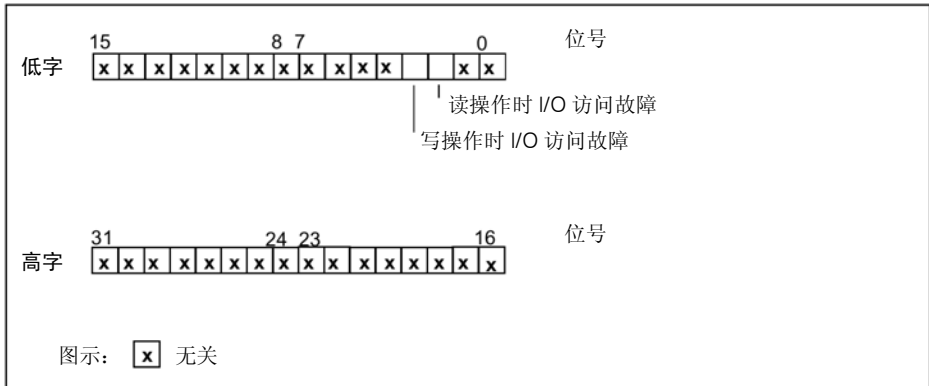 15 8 7 0 位号
低字 x x x x x x x x x x x x x x
读操作时 I/O 访问故障
写操作时 I/O 访问故障
31 24 23 16 位号
高字 x x x x x x x x x x x x x x x x
图示： x 无关